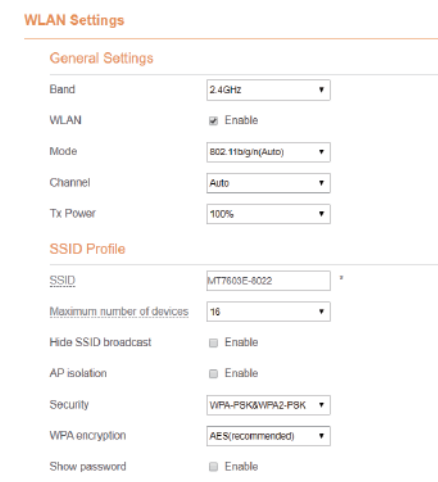 WLAN Settings
General Settings
Band 2.4GHz
WLAN Enable
Mode 802.11b/g/n(Auto)
Channel Auto
Tx Power 100%
SSID Profile
SSID MT7603E-8022 *
Maximum number of devices 16
Hide SSID broadcast Enable
AP isolation Enable
Security WPA-PSK&WPA2-PSK
WPA encryption AES(recommended)
Show password Enable